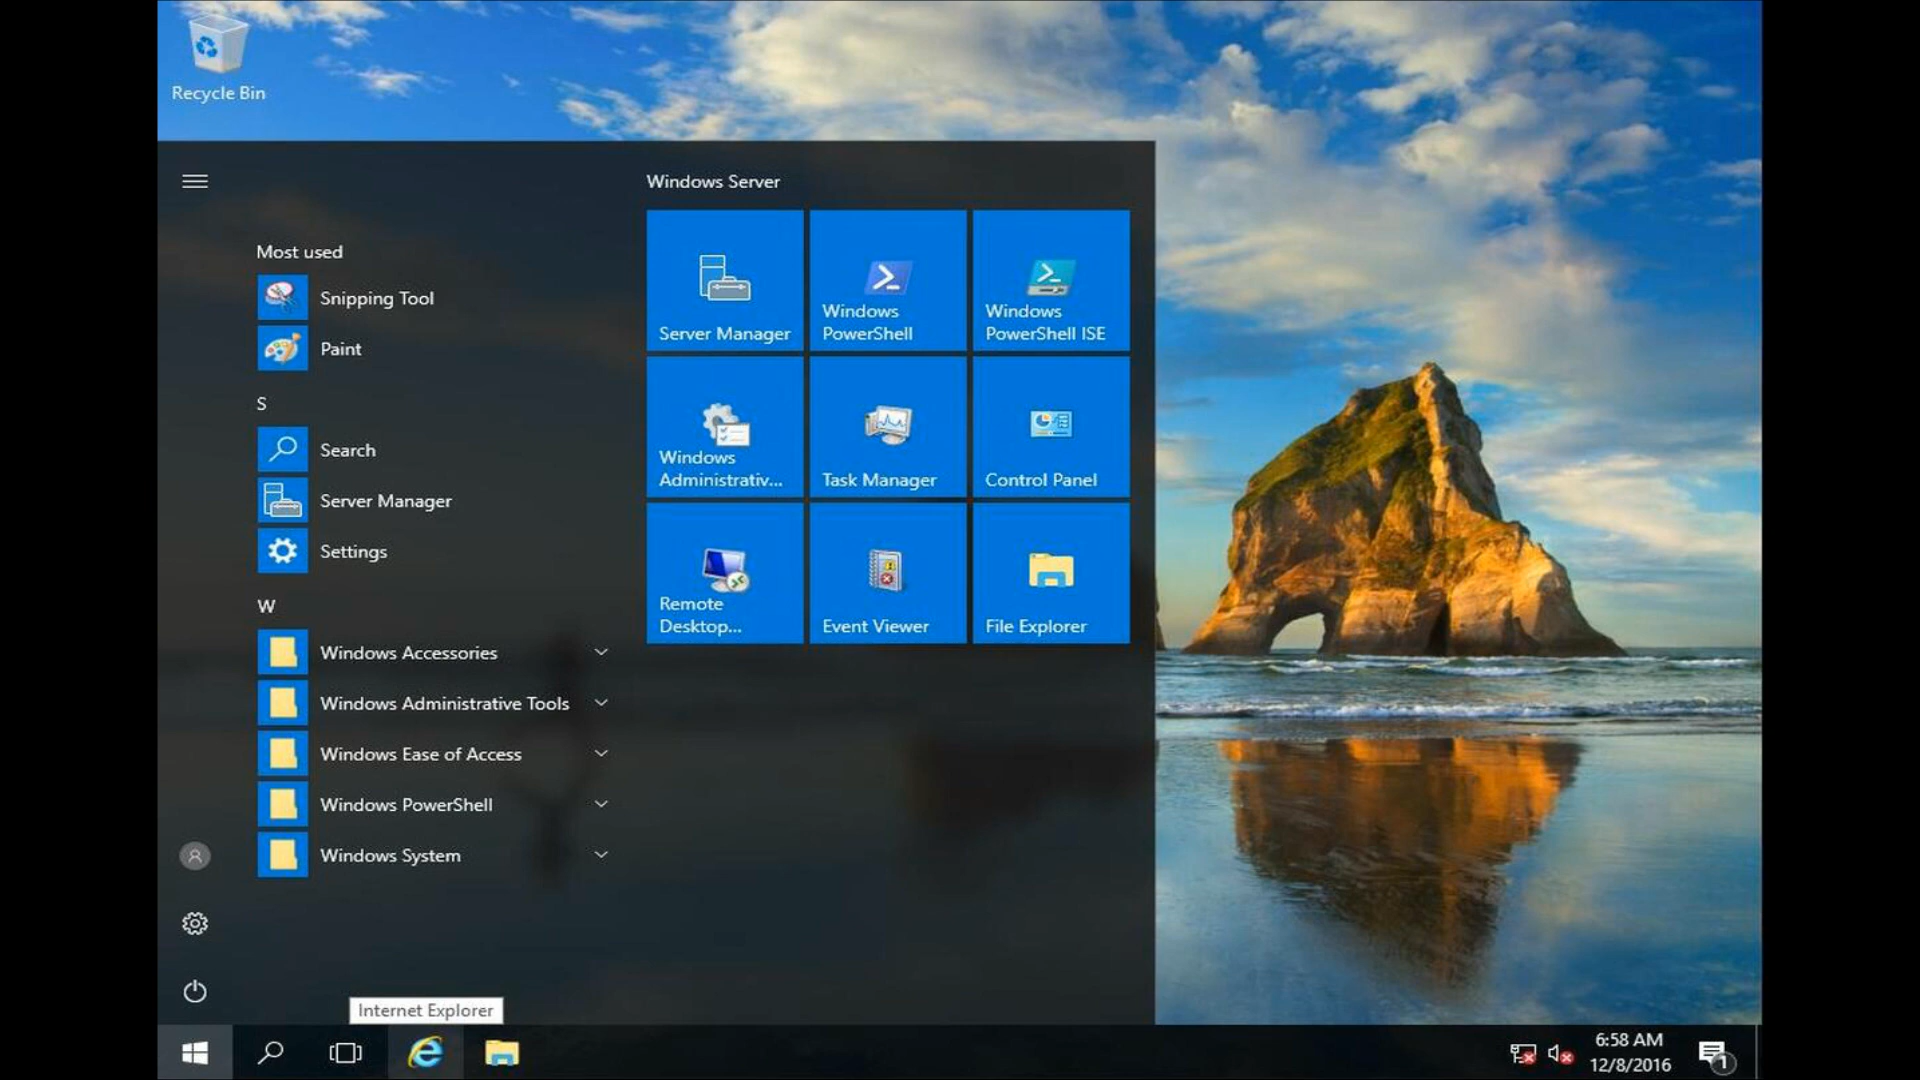 Recycle Bin
Windows Server
Most used
Snipping Tool
Paint
S
Search
Server Manager
Settings
W
Windows Accessories
Windows Administrative Tools
Windows Ease of Access
Windows PowerShell
Windows System
Server Manager
Windows
PowerShell
Windows
PowerShell ISE
Windows
Administrativ...
Task Manager
Control Panel
Remote
Desktop...
Event Viewer
File Explorer
Internet Explorer
6:58 AM
12/8/2016
1